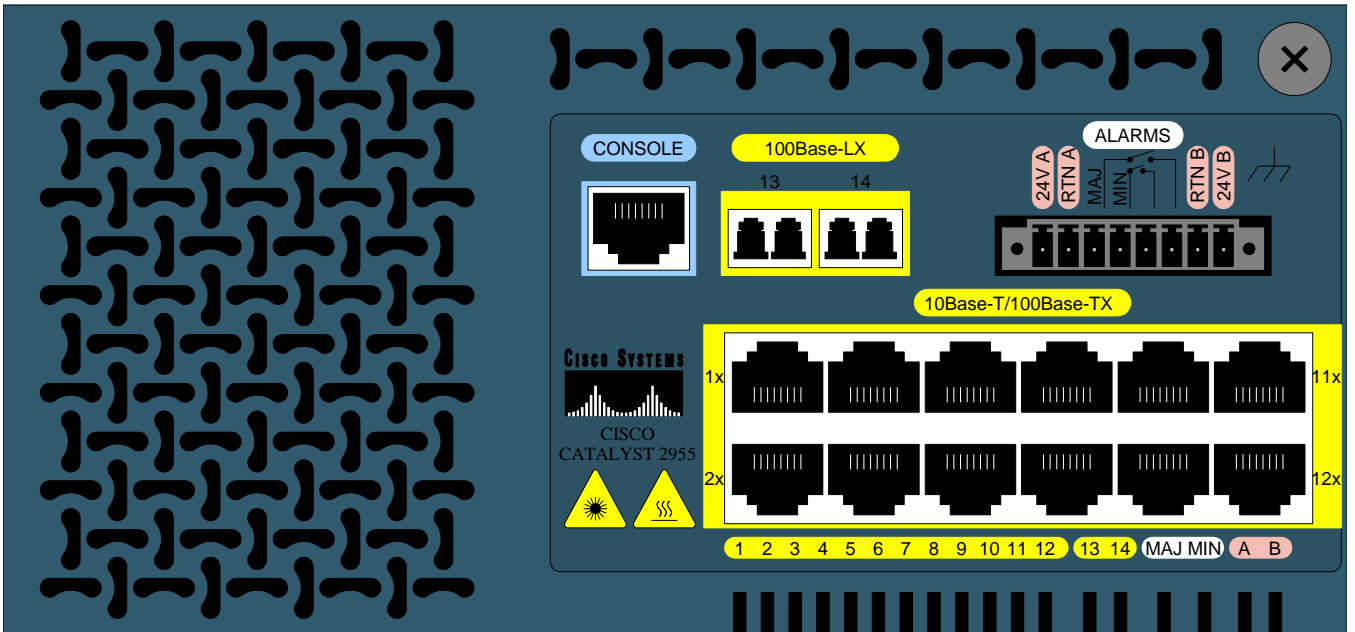 ALARMS
CONSOLE
100Base-LX
24V A
RTN A
MAJ
MIN
RTN B
24V B
13 14
10Base-T/100Base-TX
CISCO SYSTEMS
1x 11x
CISCO
CATALYST 2955
2x 12x
1 2 3 4 5 6 7 8 9 10 11 12 13 14 MAJ MIN A B